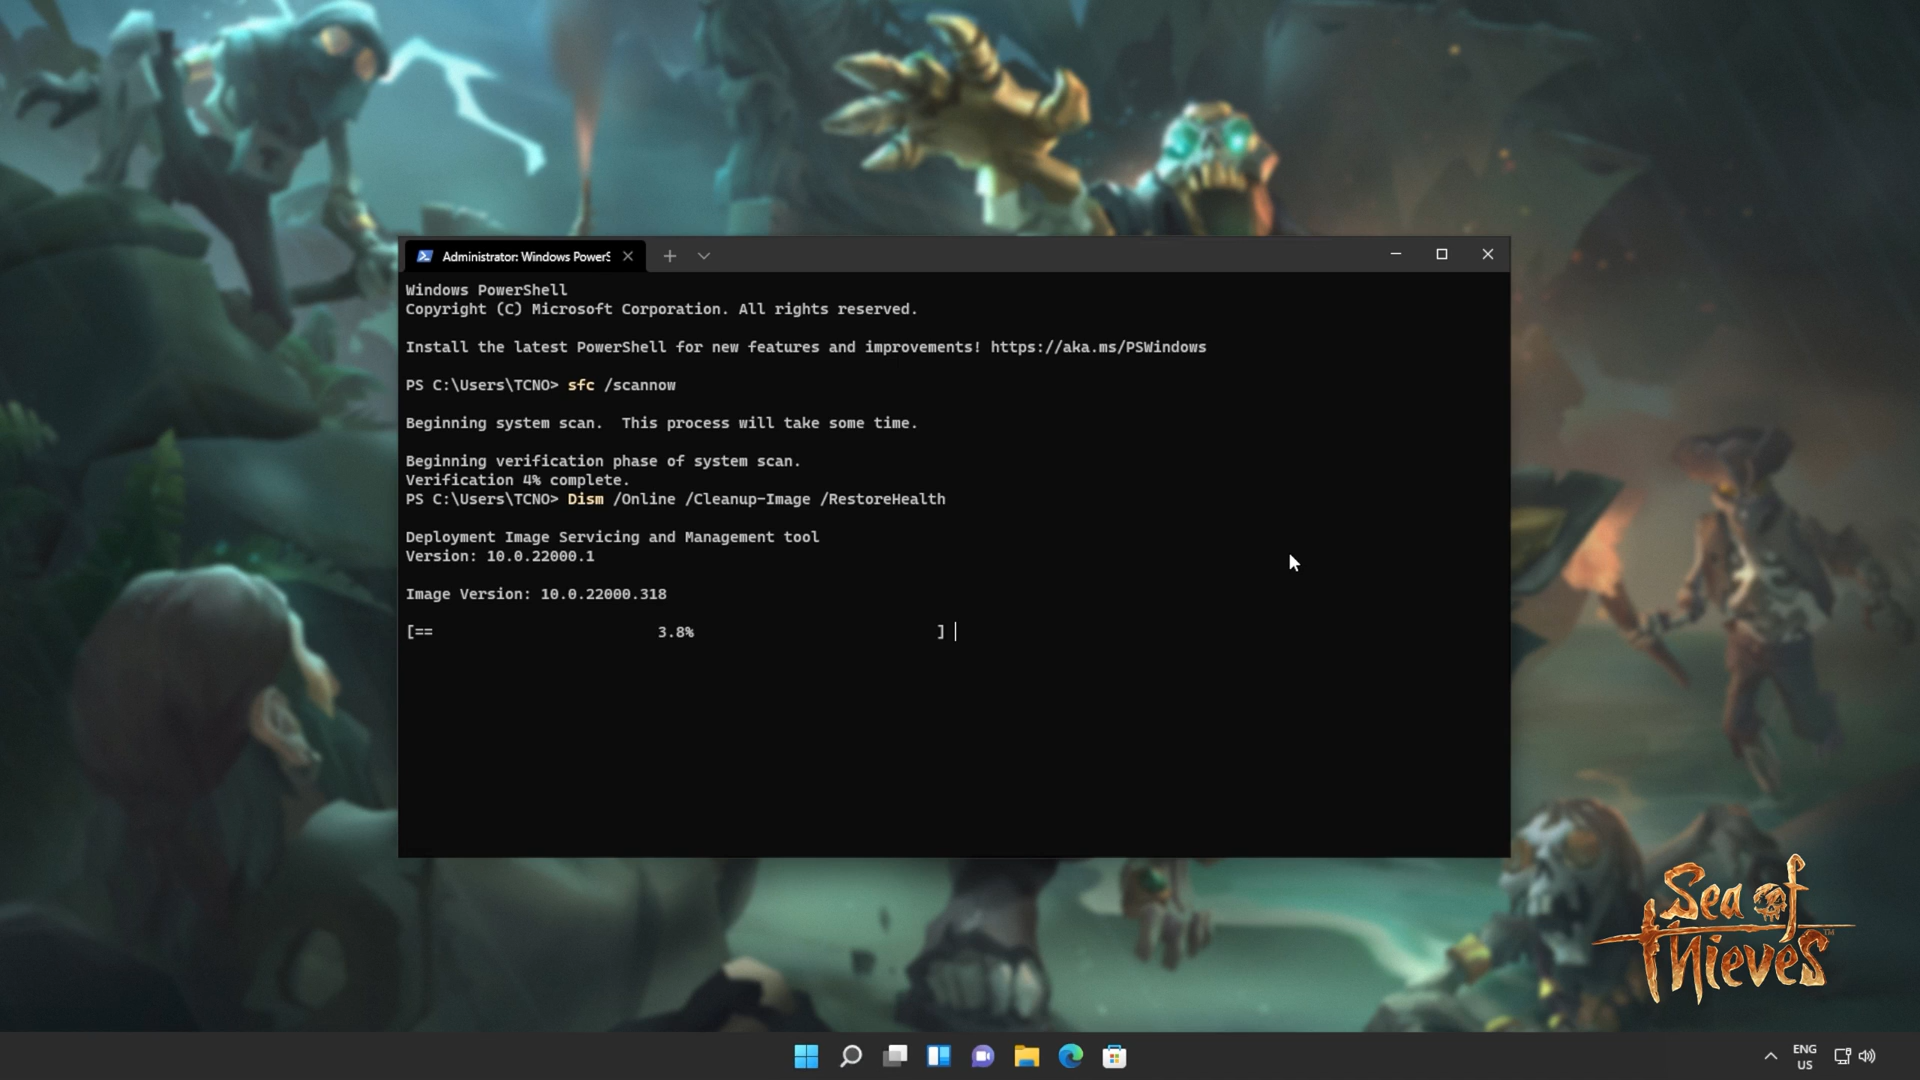 Administrator: Windows PowerS
Windows PowerShell
Copyright (C) Microsoft Corporation. All rights reserved.
Install the latest PowerShell for new features and improvements! https://aka.ms/PSWindows
PS C:\Users\TCNO> sfc /scannow
Beginning system scan.  This process will take some time.
Beginning verification phase of system scan.
Verification 4% complete.
PS C:\Users\TCNO> Dism /Online /Cleanup-Image /RestoreHealth
Deployment Image Servicing and Management tool
Version: 10.0.22000.1
Image Version: 10.0.22000.318
[==                         3.8%                           ]
Sea of
Thieves™
ENG
US